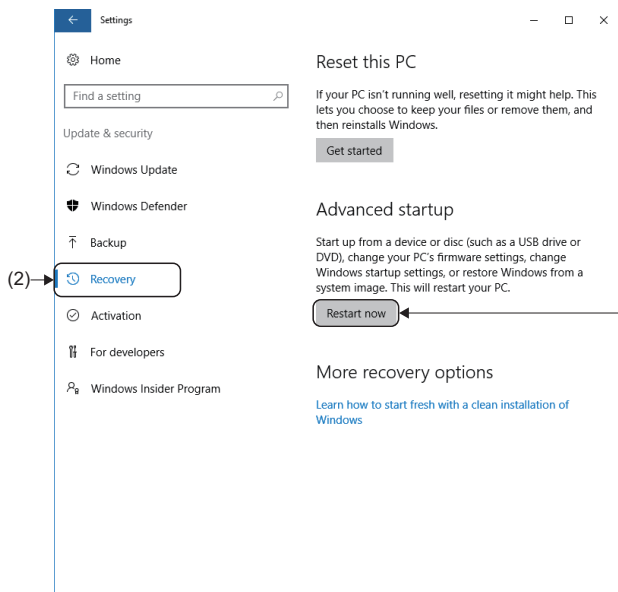 Settings
Home
Find a setting
Update & security
Windows Update
Windows Defender
Backup
(2)
Recovery
Activation
For developers
Windows Insider Program
Reset this PC
If your PC isn't running well, resetting it might help. This
lets you choose to keep your files or remove them, and
then reinstalls Windows.
Get started
Advanced startup
Start up from a device or disc (such as a USB drive or
DVD), change your PC's firmware settings, change
Windows startup settings, or restore Windows from a
system image. This will restart your PC.
Restart now
More recovery options
Learn how to start fresh with a clean installation of
Windows